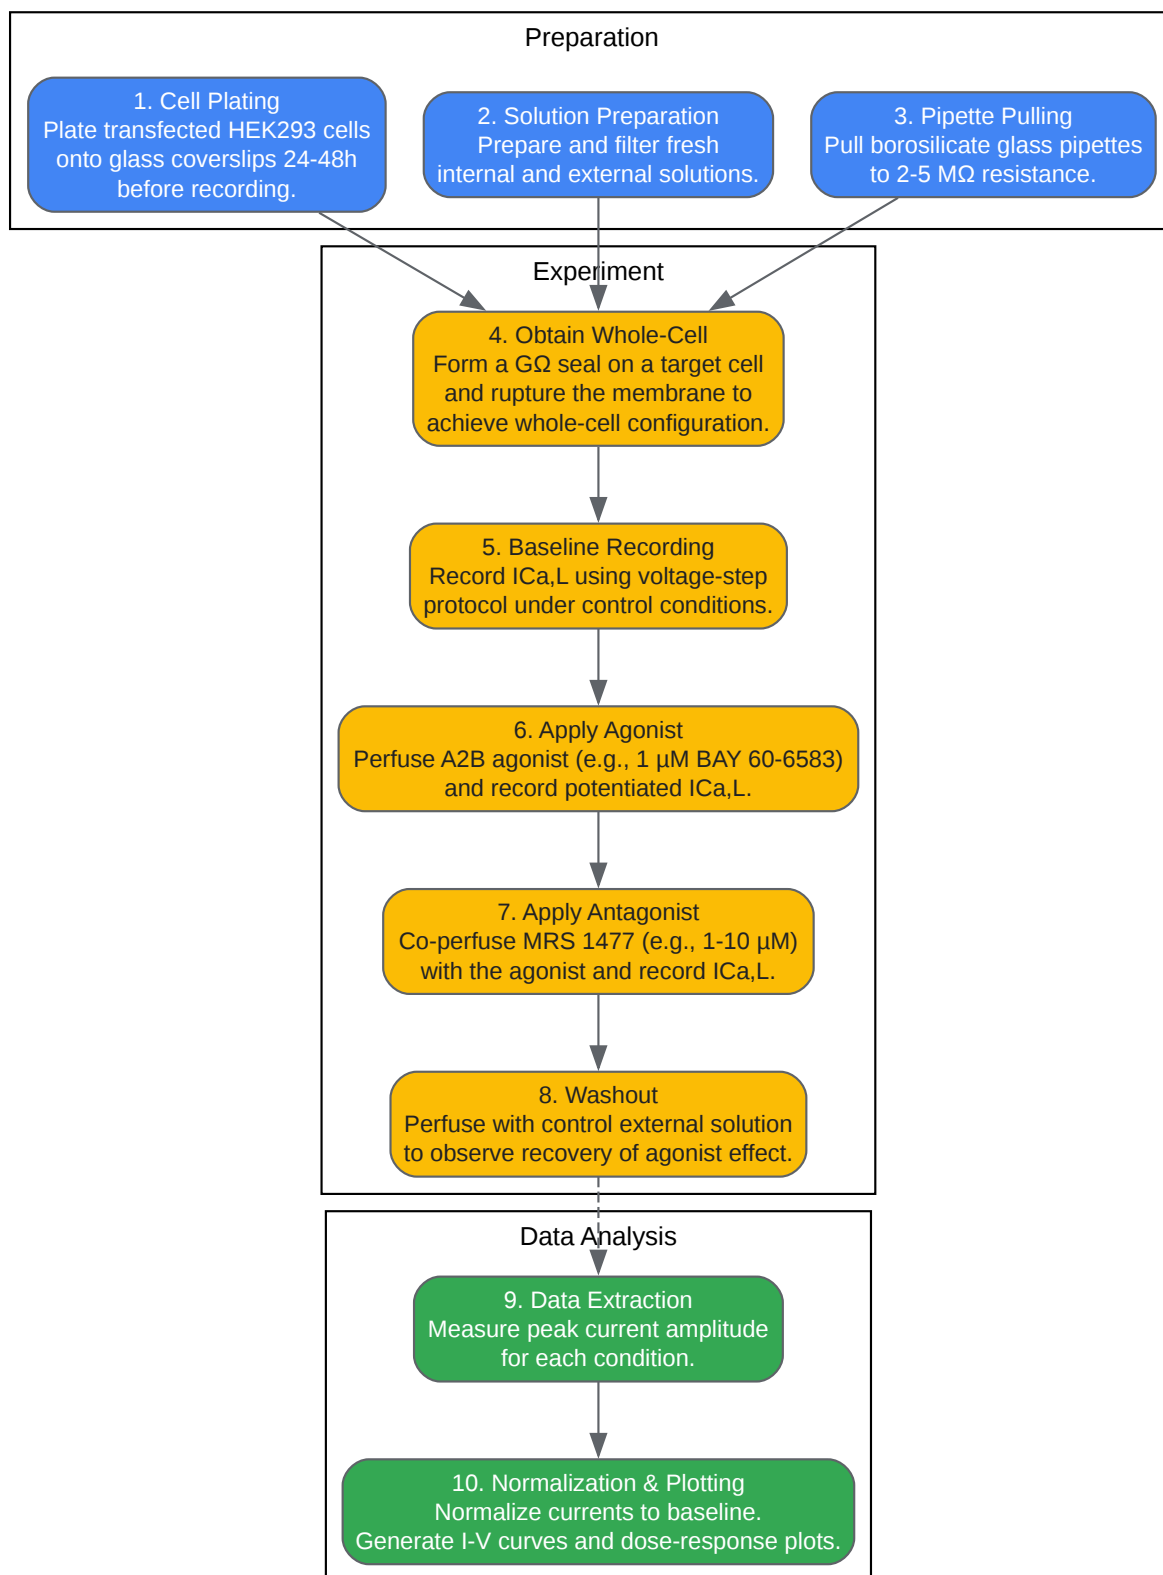 Preparation
1. Cell Plating
Plate transfected HEK293 cells
onto glass coverslips 24-48h
before recording.
2. Solution Preparation
Prepare and filter fresh
internal and external solutions.
3. Pipette Pulling
Pull borosilicate glass pipettes
to 2-5 MΩ resistance.
Experiment
4. Obtain Whole-Cell
Form a GΩ seal on a target cell
and rupture the membrane to
achieve whole-cell configuration.
5. Baseline Recording
Record ICa,L using voltage-step
protocol under control conditions.
6. Apply Agonist
Perfuse A2B agonist (e.g., 1 µM BAY 60-6583)
and record potentiated ICa,L.
7. Apply Antagonist
Co-perfuse MRS 1477 (e.g., 1-10 µM)
with the agonist and record ICa,L.
8. Washout
Perfuse with control external solution
to observe recovery of agonist effect.
Data Analysis
9. Data Extraction
Measure peak current amplitude
for each condition.
10. Normalization & Plotting
Normalize currents to baseline.
Generate I-V curves and dose-response plots.